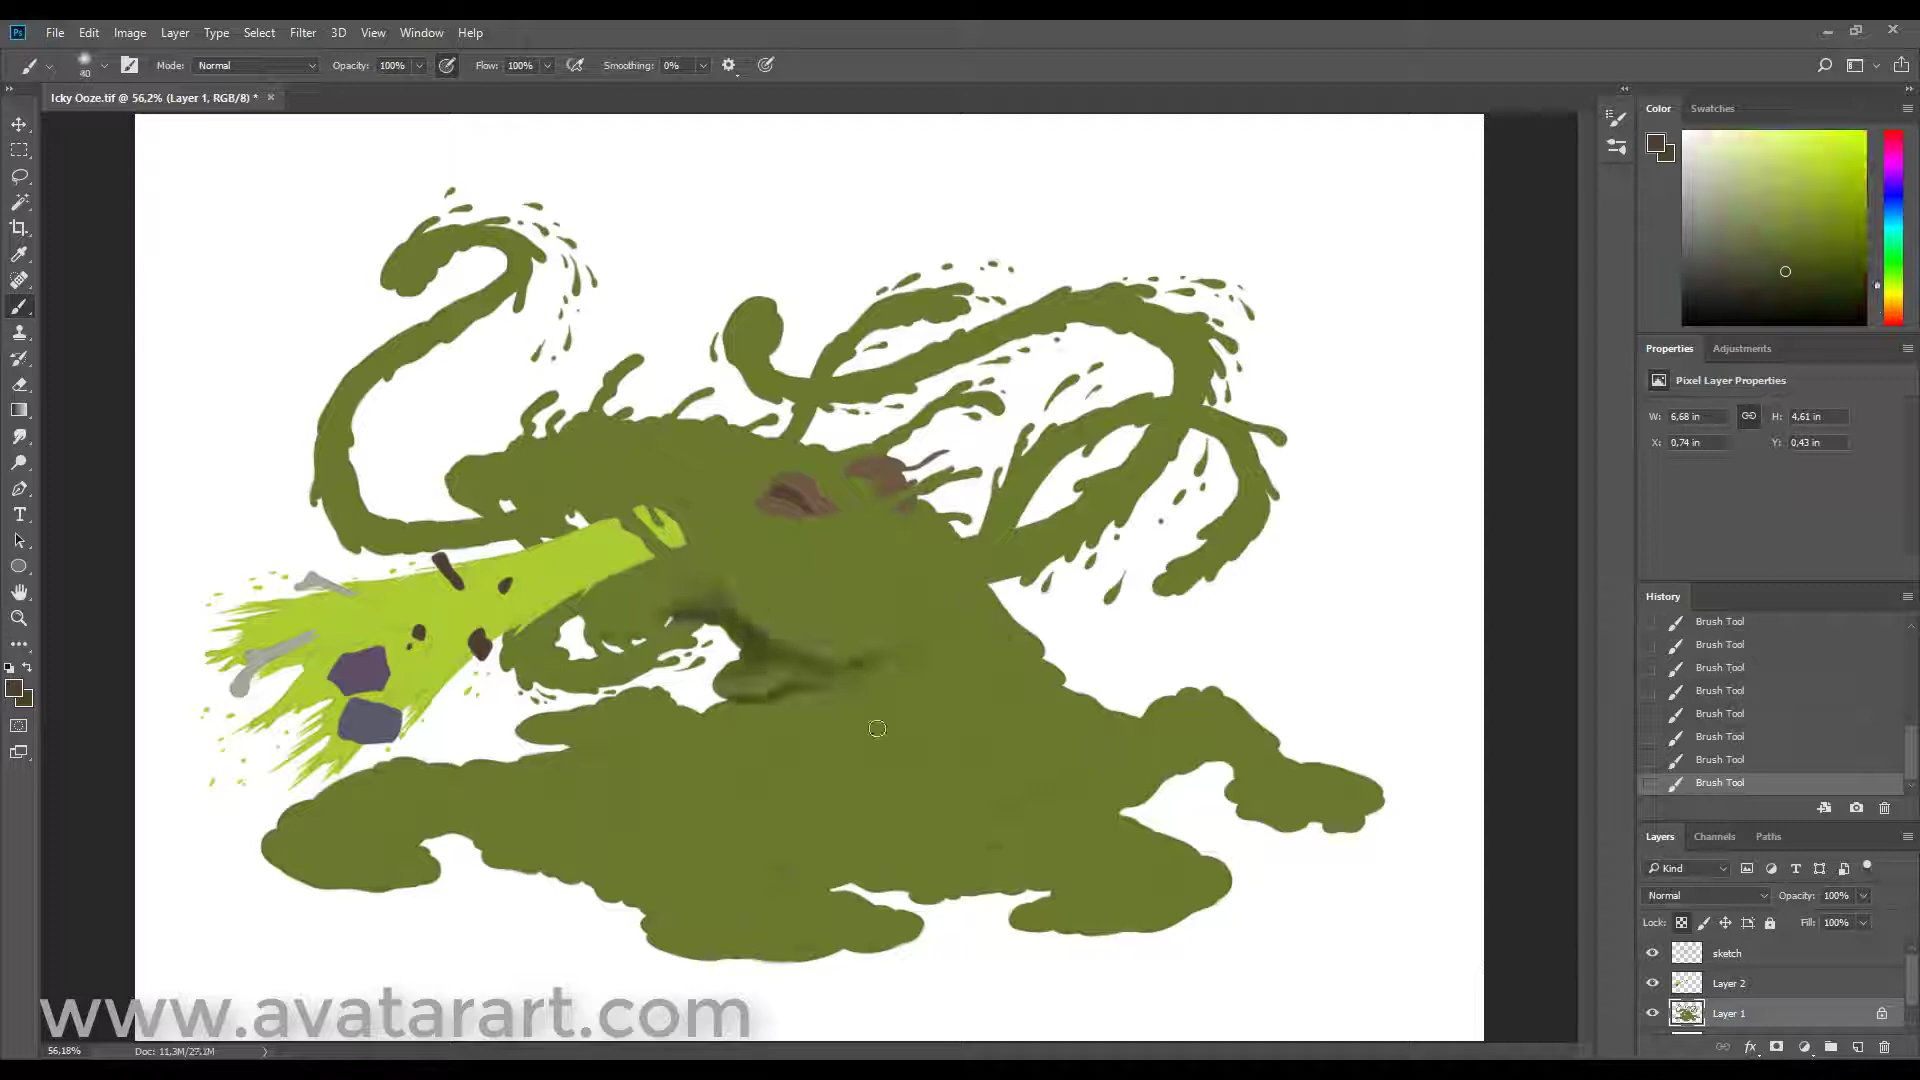 Ps File Edit Image Layer Type Select Filter 3D View Window Help
40 Mode: Normal Opacity: 100% Flow: 100% Smoothing: 0%
Icky Ooze.tif @ 56,2% (Layer 1, RGB/8) * ×
Color Swatches
Properties Adjustments
Pixel Layer Properties
W: 6,68 in H: 4,61 in
X: 0,74 in Y: 0,43 in
History
Brush Tool
Brush Tool
Brush Tool
Brush Tool
Brush Tool
Brush Tool
Brush Tool
Brush Tool
Layers Channels Paths
Kind
Normal Opacity: 100%
Lock: Fill: 100%
sketch
Layer 2
Layer 1
fx
www.avatarart.com
56,18% Doc: 11,3M/27,1M